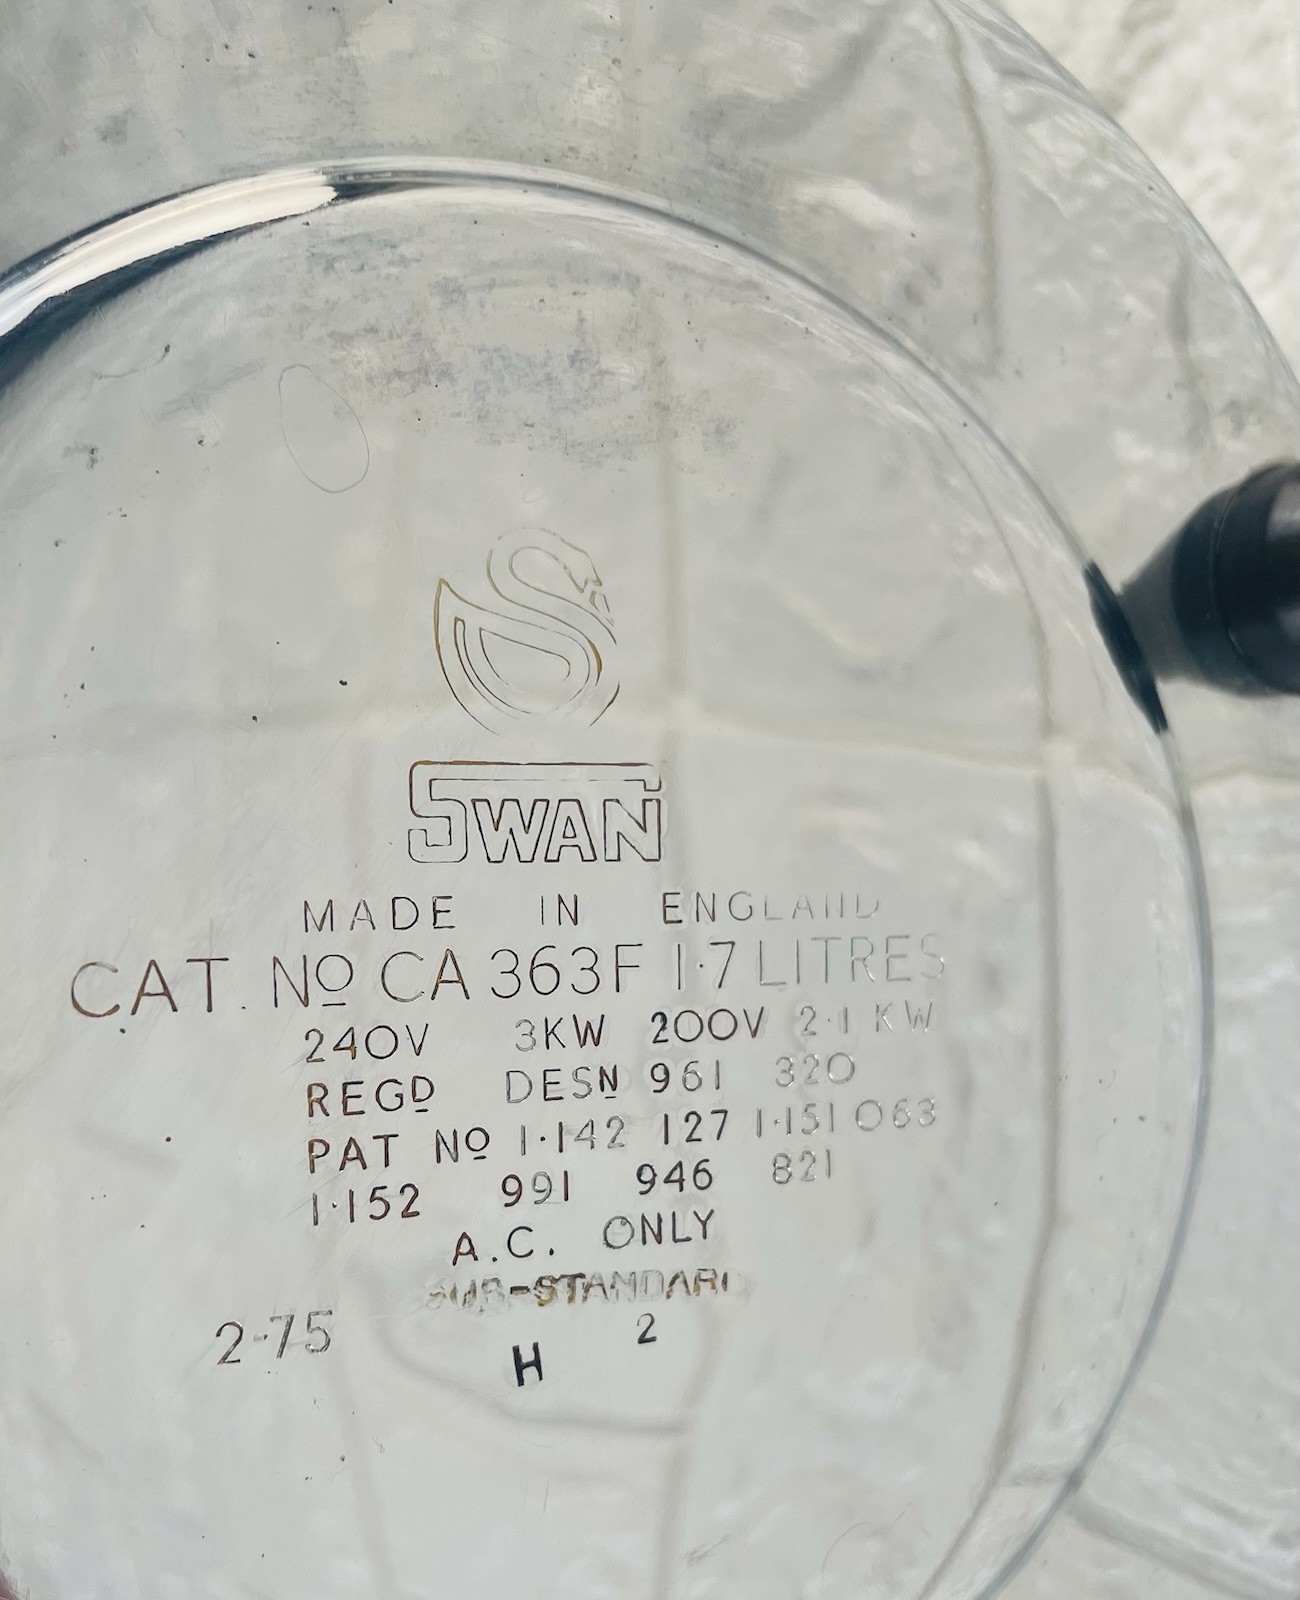 SWAN
MADE IN ENGLAND
CAT. Nº CA 363F 1·7 LITRES
240V 3KW 200V 2·1 KW
REGD DESN 961 320
PAT Nº 1·142 127 1·151 063
1·152 991 946 821
A.C. ONLY
SUB-STANDARD
2·75 H 2